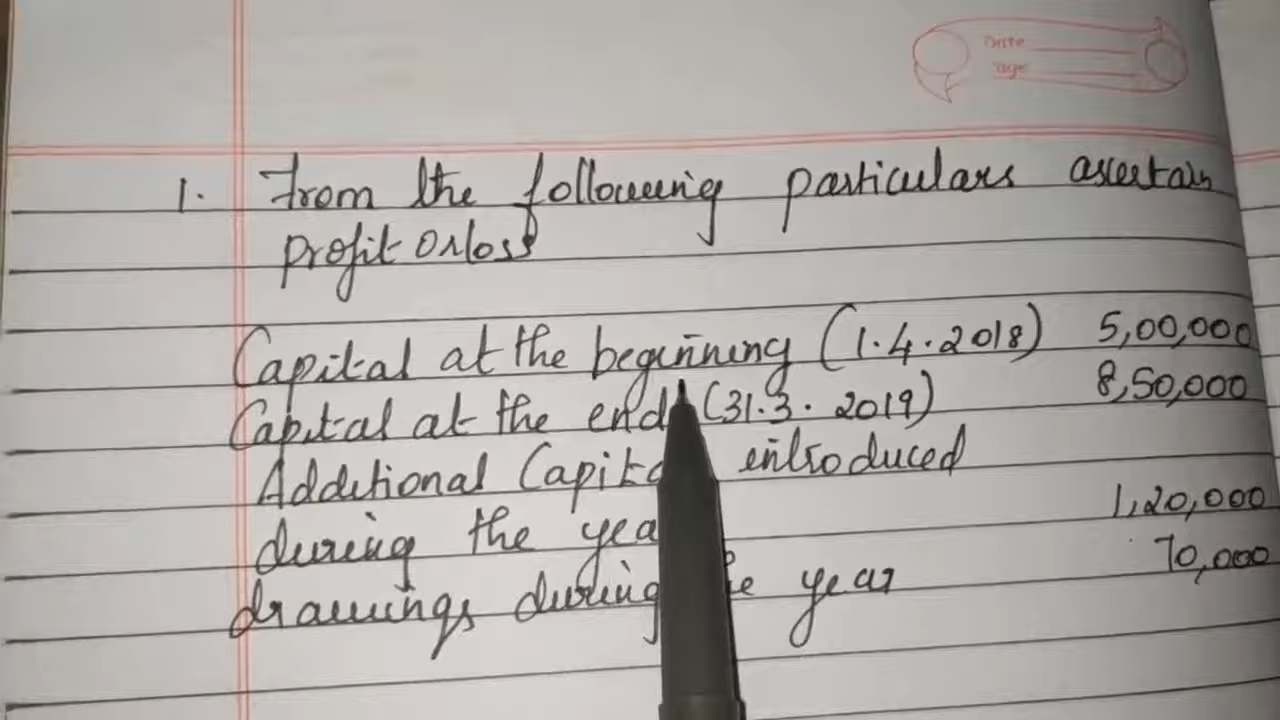 Date
Page
1. From the following particulars ascertain
profit or loss
Capital at the beginning (1.4.2018) 5,00,000
Capital at the end (31.3.2019) 8,50,000
Additional Capital introduced
during the year 1,20,000
drawings during the year 70,000